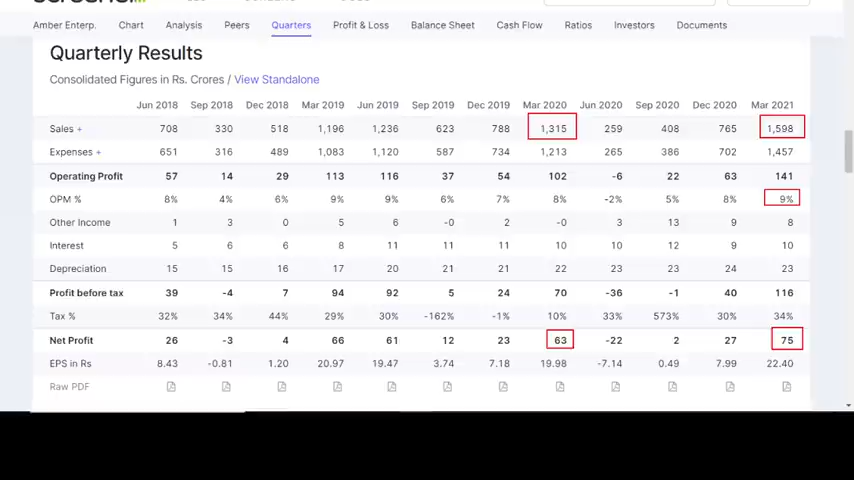 Amber Enterp. Chart Analysis Peers Quarters Profit & Loss Balance Sheet Cash Flow Ratios Investors Documents
Quarterly Results
Consolidated Figures in Rs. Crores / View Standalone
Jun 2018 Sep 2018 Dec 2018 Mar 2019 Jun 2019 Sep 2019 Dec 2019 Mar 2020 Jun 2020 Sep 2020 Dec 2020 Mar 2021
Sales + 708 330 518 1,196 1,236 623 788 1,315 259 408 765 1,598
Expenses + 651 316 489 1,083 1,120 587 734 1,213 265 386 702 1,457
Operating Profit 57 14 29 113 116 37 54 102 -6 22 63 141
OPM % 8% 4% 6% 9% 9% 6% 7% 8% -2% 5% 8% 9%
Other Income 1 3 0 5 6 -0 2 -0 3 13 9 8
Interest 5 6 6 8 11 11 11 10 10 12 9 10
Depreciation 15 15 16 17 20 21 21 22 23 23 24 23
Profit before tax 39 -4 7 94 92 5 24 70 -36 -1 40 116
Tax % 32% 34% 44% 29% 30% -162% -1% 10% 33% 573% 30% 34%
Net Profit 26 -3 4 66 61 12 23 63 -22 2 27 75
EPS in Rs 8.43 -0.81 1.20 20.97 19.47 3.74 7.18 19.98 -7.14 0.49 7.99 22.40
Raw PDF